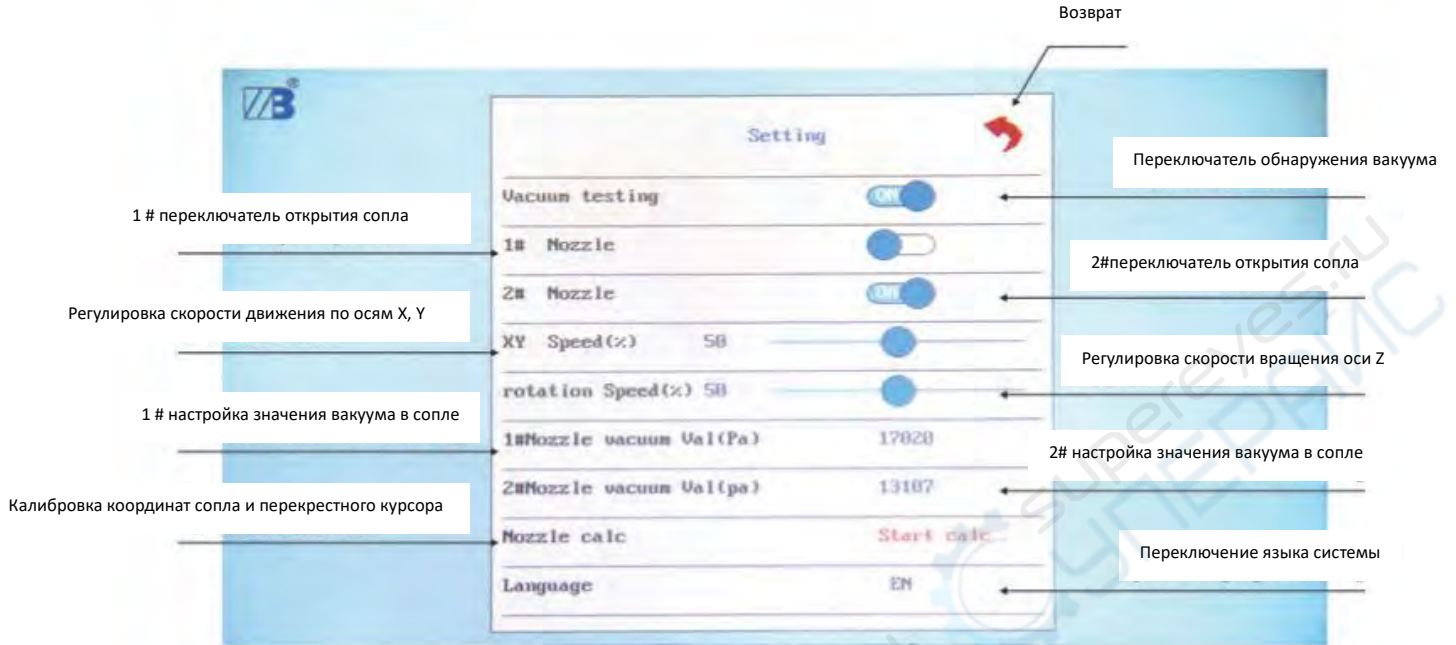 Возврат
B®
Setting
Переключатель обнаружения вакуума
Vacuum testing ON
1 # переключатель открытия сопла
1# Nozzle
2#переключатель открытия сопла
2# Nozzle ON
Регулировка скорости движения по осям X, Y
XY Speed(%) 50
Регулировка скорости вращения оси Z
rotation Speed(%) 50
1 # настройка значения вакуума в сопле
1#Nozzle vacuum Val(Pa) 17020
2# настройка значения вакуума в сопле
2#Nozzle vacuum Val(pa) 13107
Калибровка координат сопла и перекрестного курсора
Nozzle calc Start calc
Переключение языка системы
Language EN
supereyes.ru
СУПЕРАЙС